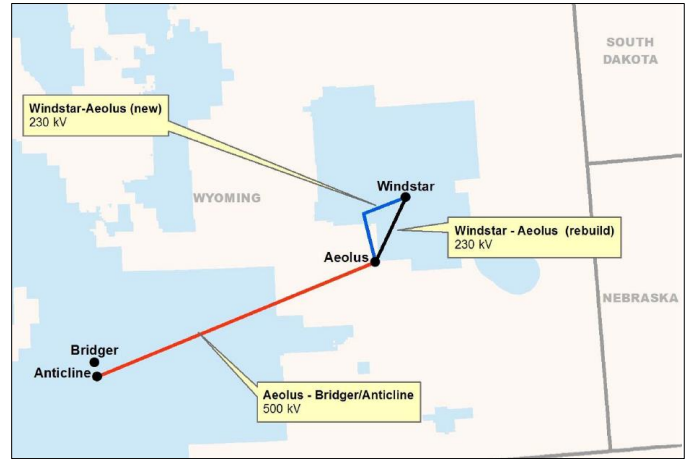 SOUTH
DAKOTA
Windstar-Aeolus (new)
230 kV
WYOMING
Windstar
Windstar - Aeolus (rebuild)
230 kV
Aeolus
NEBRASKA
Bridger
Anticline
Aeolus - Bridger/Anticline
500 kV